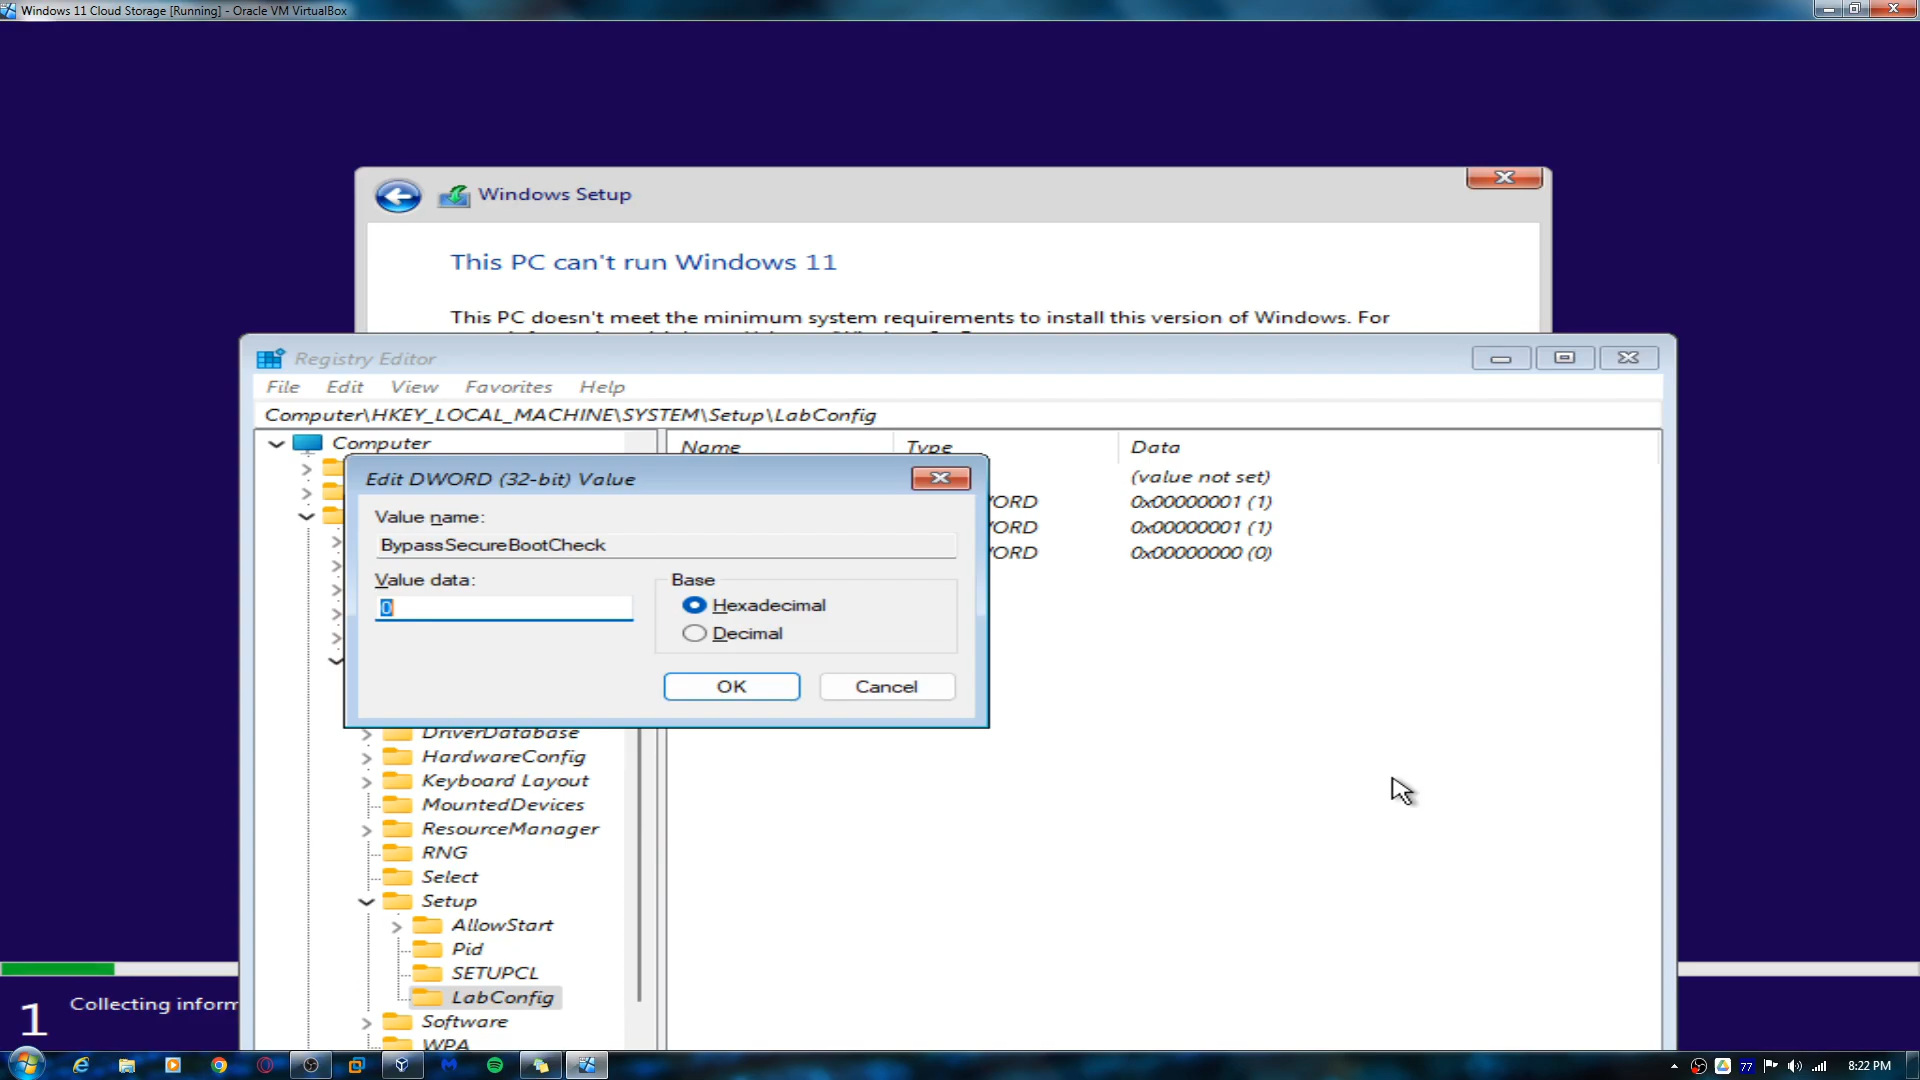 Windows 11 Cloud Storage [Running] - Oracle VM VirtualBox
Windows Setup
This PC can't run Windows 11
This PC doesn't meet the minimum system requirements to install this version of Windows. For
Registry Editor
File Edit View Favorites Help
Computer\HKEY_LOCAL_MACHINE\SYSTEM\Setup\LabConfig
Computer
Name Type Data
(value not set)
WORD 0x00000001 (1)
WORD 0x00000001 (1)
WORD 0x00000000 (0)
Edit DWORD (32-bit) Value
Value name:
BypassSecureBootCheck
Value data:
0
Base
Hexadecimal
Decimal
OK Cancel
DriverDatabase
HardwareConfig
Keyboard Layout
MountedDevices
ResourceManager
RNG
Select
Setup
AllowStart
Pid
SETUPCL
LabConfig
Software
WPA
1 Collecting inform
77
8:22 PM